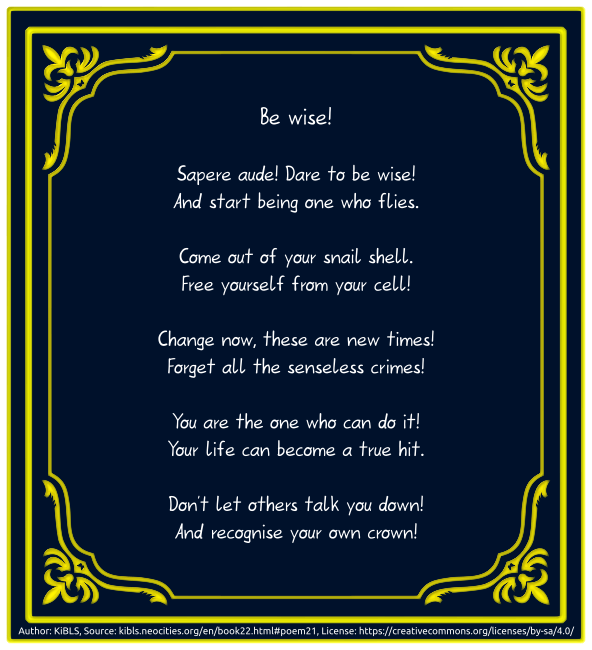 Be wise!
Sapere aude! Dare to be wise!
And start being one who flies.
Come out of your snail shell.
Free yourself from your cell!
Change now, these are new times!
Forget all the senseless crimes!
You are the one who can do it!
Your life can become a true hit.
Don't let others talk you down!
And recognise your own crown!
Author: KiBLS, Source: kibls.neocities.org/en/book22.html#poem21, License: https://creativecommons.org/licenses/by-sa/4.0/